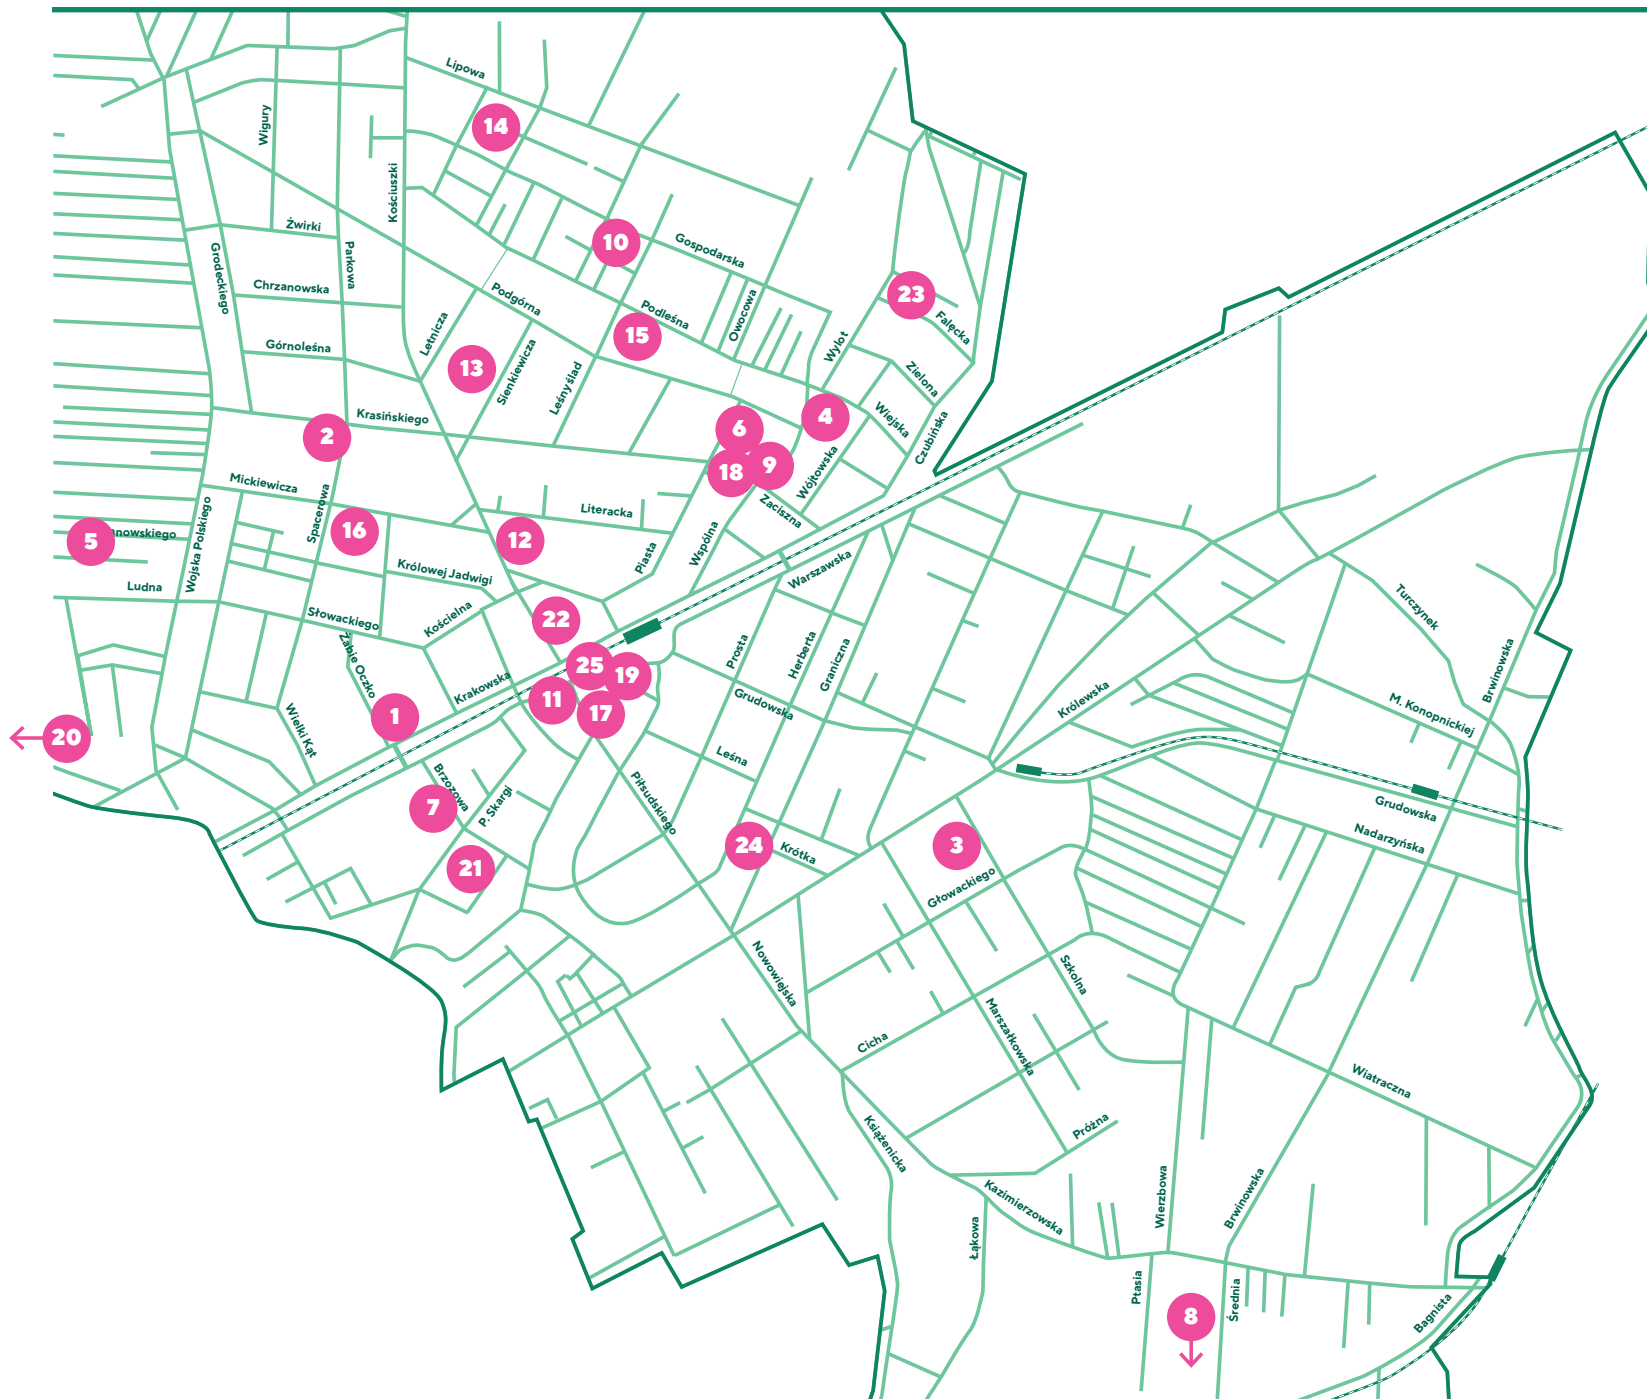 Lipowa
14
Wigury
Kościuszki
Żwirki
10
Gospodarska
Grodeckiego
Parkowa
Chrzanowska
23
Podgórna
Podleśna
Owocowa
Falęcka
Letnicza
15
Górnoleśna
Wylot
13
Sienkiewicza
Leśny ślad
Zielona
Krasińskiego
4
Wiejska
2
6
Czubińska
18
9
Wójtowska
Mickiewicza
Literacka
Zaciszna
Spacerowa
16
5
nowskiego
Wojska Polskiego
12
Wspólna
Piasta
Warszawska
Królowej Jadwigi
Ludna
Turczynek
Słowackiego
Kościelna
22
Żabie Oczko
Prosta
Herberta
Graniczna
25
19
Brwinowska
Krakowska
11
17
Grudowska
Królewska
M. Konopnickiej
1
Wielki Kąt
20
Leśna
Brzozowa
P. Skargi
Piłsudskiego
7
Grudowska
Nadarzyńska
24
Krótka
3
21
Głowackiego
Nowowiejska
Szkolna
Marszałkowska
Cicha
Wiatraczna
Książenicka
Próżna
Kazimierzowska
Wierzbowa
Brwinowska
Łąkowa
Ptasia
Średnia
8
Bagnista